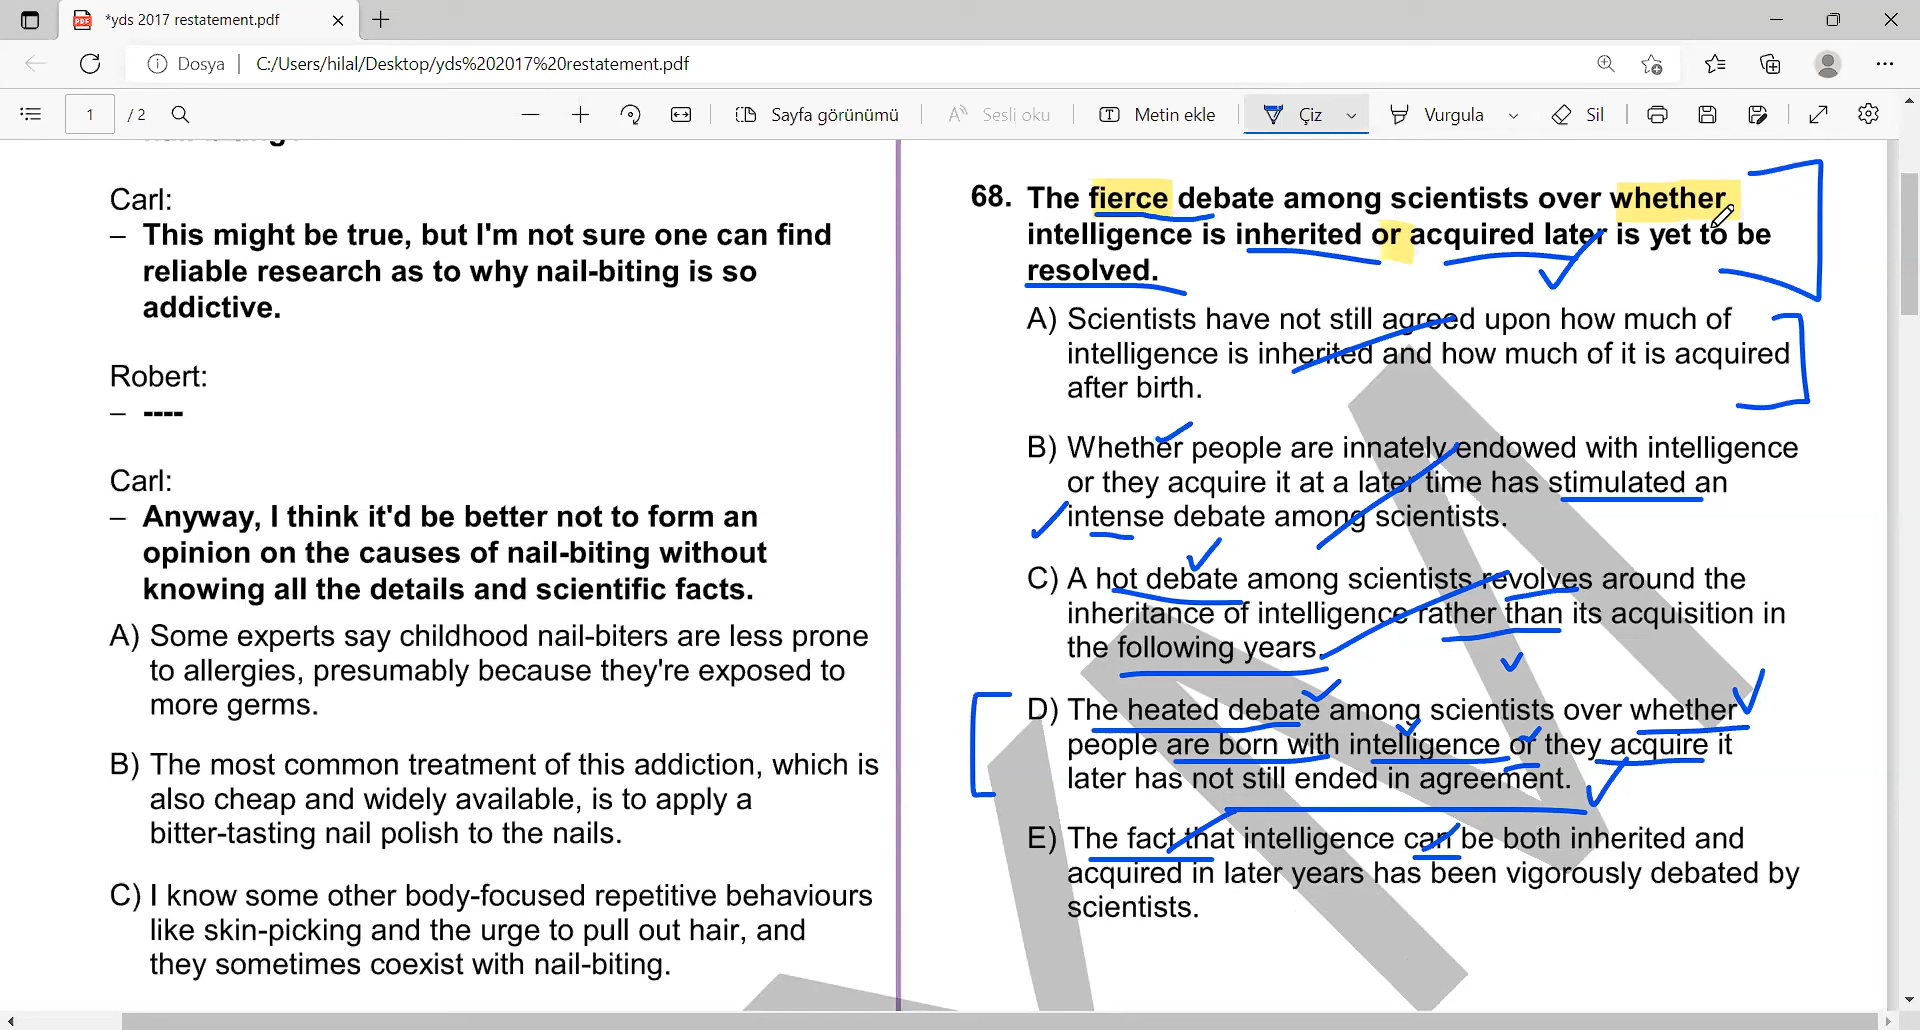 *yds 2017 restatement.pdf
Dosya | C:/Users/hilal/Desktop/yds%202017%20restatement.pdf
1 / 2 Sayfa görünümü Sesli oku Metin ekle Çiz Vurgula Sil
Carl:
– This might be true, but I'm not sure one can find
reliable research as to why nail-biting is so
addictive.
Robert:
– ----
Carl:
– Anyway, I think it'd be better not to form an
opinion on the causes of nail-biting without
knowing all the details and scientific facts.
A) Some experts say childhood nail-biters are less prone
to allergies, presumably because they're exposed to
more germs.
B) The most common treatment of this addiction, which is
also cheap and widely available, is to apply a
bitter-tasting nail polish to the nails.
C) I know some other body-focused repetitive behaviours
like skin-picking and the urge to pull out hair, and
they sometimes coexist with nail-biting.
68. The fierce debate among scientists over whether
intelligence is inherited or acquired later is yet to be
resolved.
A) Scientists have not still agreed upon how much of
intelligence is inherited and how much of it is acquired
after birth.
B) Whether people are innately endowed with intelligence
or they acquire it at a later time has stimulated an
intense debate among scientists.
C) A hot debate among scientists revolves around the
inheritance of intelligence rather than its acquisition in
the following years.
D) The heated debate among scientists over whether
people are born with intelligence or they acquire it
later has not still ended in agreement.
E) The fact that intelligence can be both inherited and
acquired in later years has been vigorously debated by
scientists.